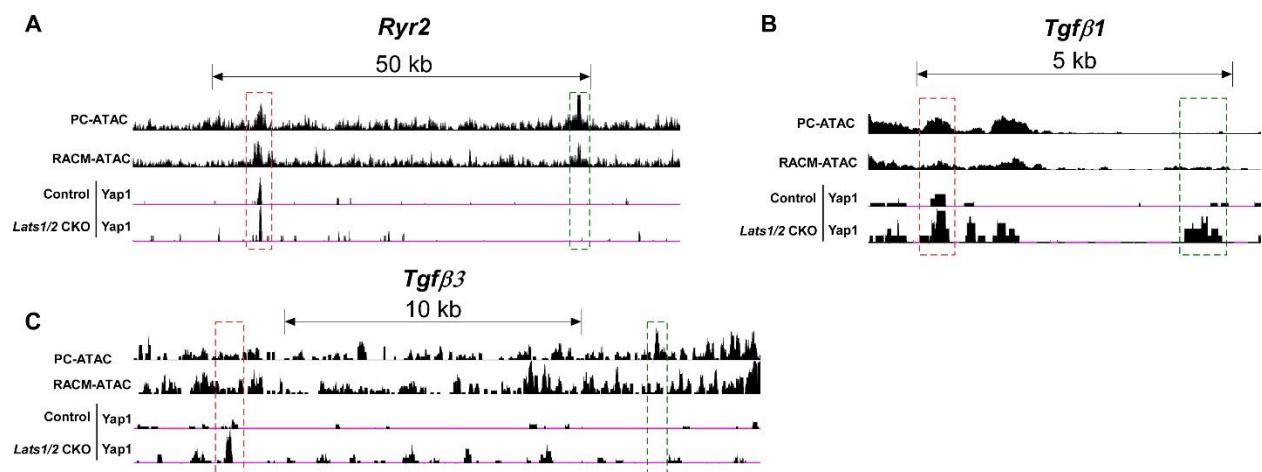 A
Ryr2
50 kb
PC-ATAC
RACM-ATAC
Control Yap1
Lats1/2 CKO Yap1
B
Tgfβ1
5 kb
PC-ATAC
RACM-ATAC
Control Yap1
Lats1/2 CKO Yap1
C
Tgfβ3
10 kb
PC-ATAC
RACM-ATAC
Control Yap1
Lats1/2 CKO Yap1